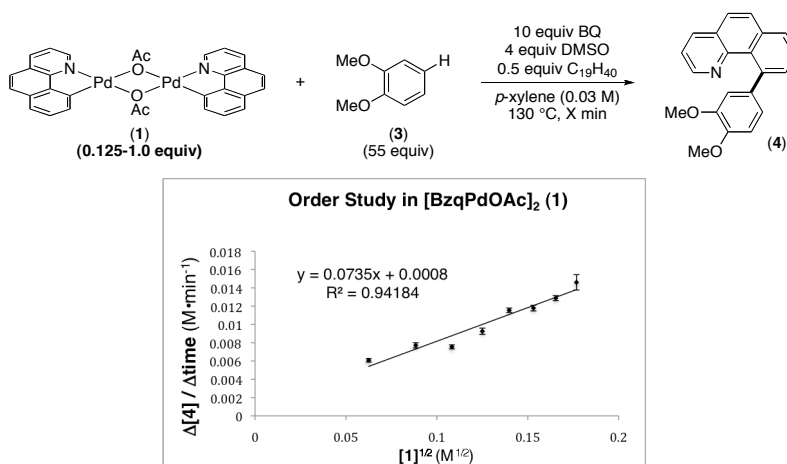 Ac
O
N
Pd
Pd
N
O
Ac
(1)
(0.125-1.0 equiv)
+
MeO
MeO
H
(3)
(55 equiv)
10 equiv BQ
4 equiv DMSO
0.5 equiv C₁₉H₄₀
p-xylene (0.03 M)
130 °C, X min
N
MeO
MeO
(4)
Order Study in [BzqPdOAc]₂ (1)
y = 0.0735x + 0.0008
R² = 0.94184
Δ[4] / Δtime (M•min⁻¹)
0.018
0.016
0.014
0.012
0.01
0.008
0.006
0.004
0.002
0
0 0.05 0.1 0.15 0.2
[1]¹/² (M¹/²)